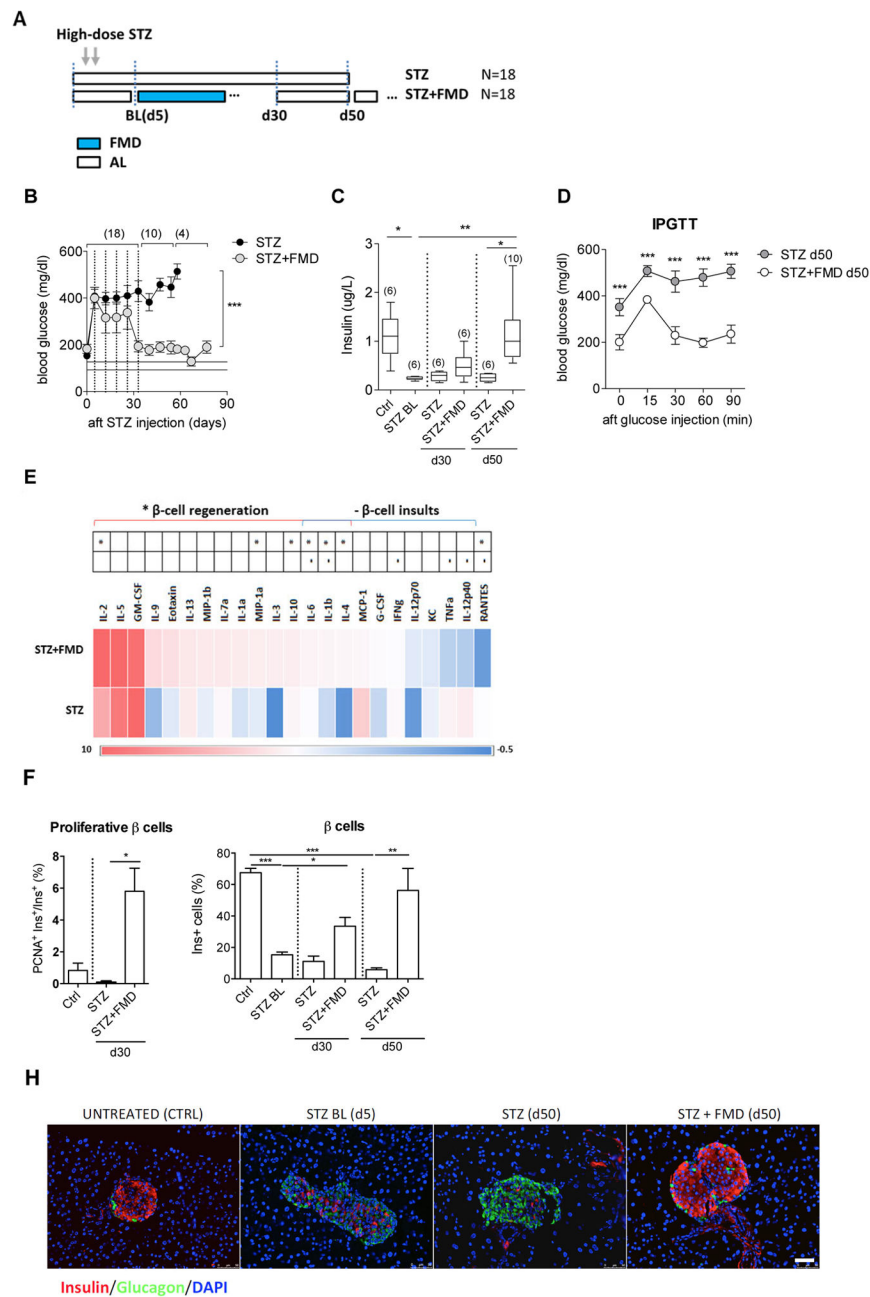 A
High-dose STZ
STZ N=18
... ... STZ+FMD N=18
BL(d5) d30 d50
FMD
AL
B
(18) (10) (4)
STZ
STZ+FMD
blood glucose (mg/dl)
600
400
200
0
***
0 30 60 90
aft STZ injection (days)
C
Insulin (ug/L)
3
2
1
0
* ** *
(6) (6) (6) (6) (6) (10)
Ctrl STZ BL STZ STZ+FMD STZ STZ+FMD
d30 d50
D
IPGTT
STZ d50
STZ+FMD d50
blood glucose (mg/dl)
600
400
200
0
*** *** *** *** ***
0 15 30 60 90
aft glucose injection (min)
E
* β-cell regeneration - β-cell insults
* * * * * * *
- - - - - -
IL-2 IL-5 GM-CSF IL-9 Eotaxin IL-13 MIP-1b IL-7a IL-1a MIP-1a IL-3 IL-10 IL-6 IL-1b IL-4 MCP-1 G-CSF IFNg IL-12p70 KC TNFa IL-12p40 RANTES
STZ+FMD
STZ
10 -0.5
F
Proliferative β cells
PCNA+ Ins+/Ins+ (%)
8
6
4
2
0
*
Ctrl STZ STZ+FMD
d30
β cells
Ins+ cells (%)
80
60
40
20
0
*** *** * **
Ctrl STZ BL STZ STZ+FMD STZ STZ+FMD
d30 d50
H
UNTREATED (CTRL) STZ BL (d5) STZ (d50) STZ + FMD (d50)
Insulin/Glucagon/DAPI